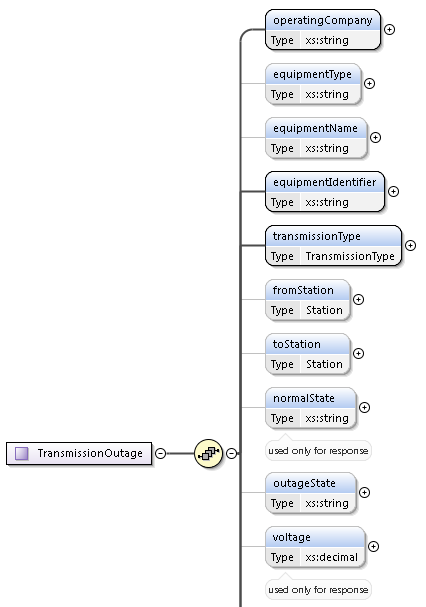 operatingCompany
Type xs:string
equipmentType
Type xs:string
equipmentName
Type xs:string
equipmentIdentifier
Type xs:string
transmissionType
Type TransmissionType
fromStation
Type Station
toStation
Type Station
normalState
Type xs:string
used only for response
TransmissionOutage
outageState
Type xs:string
voltage
Type xs:decimal
used only for response